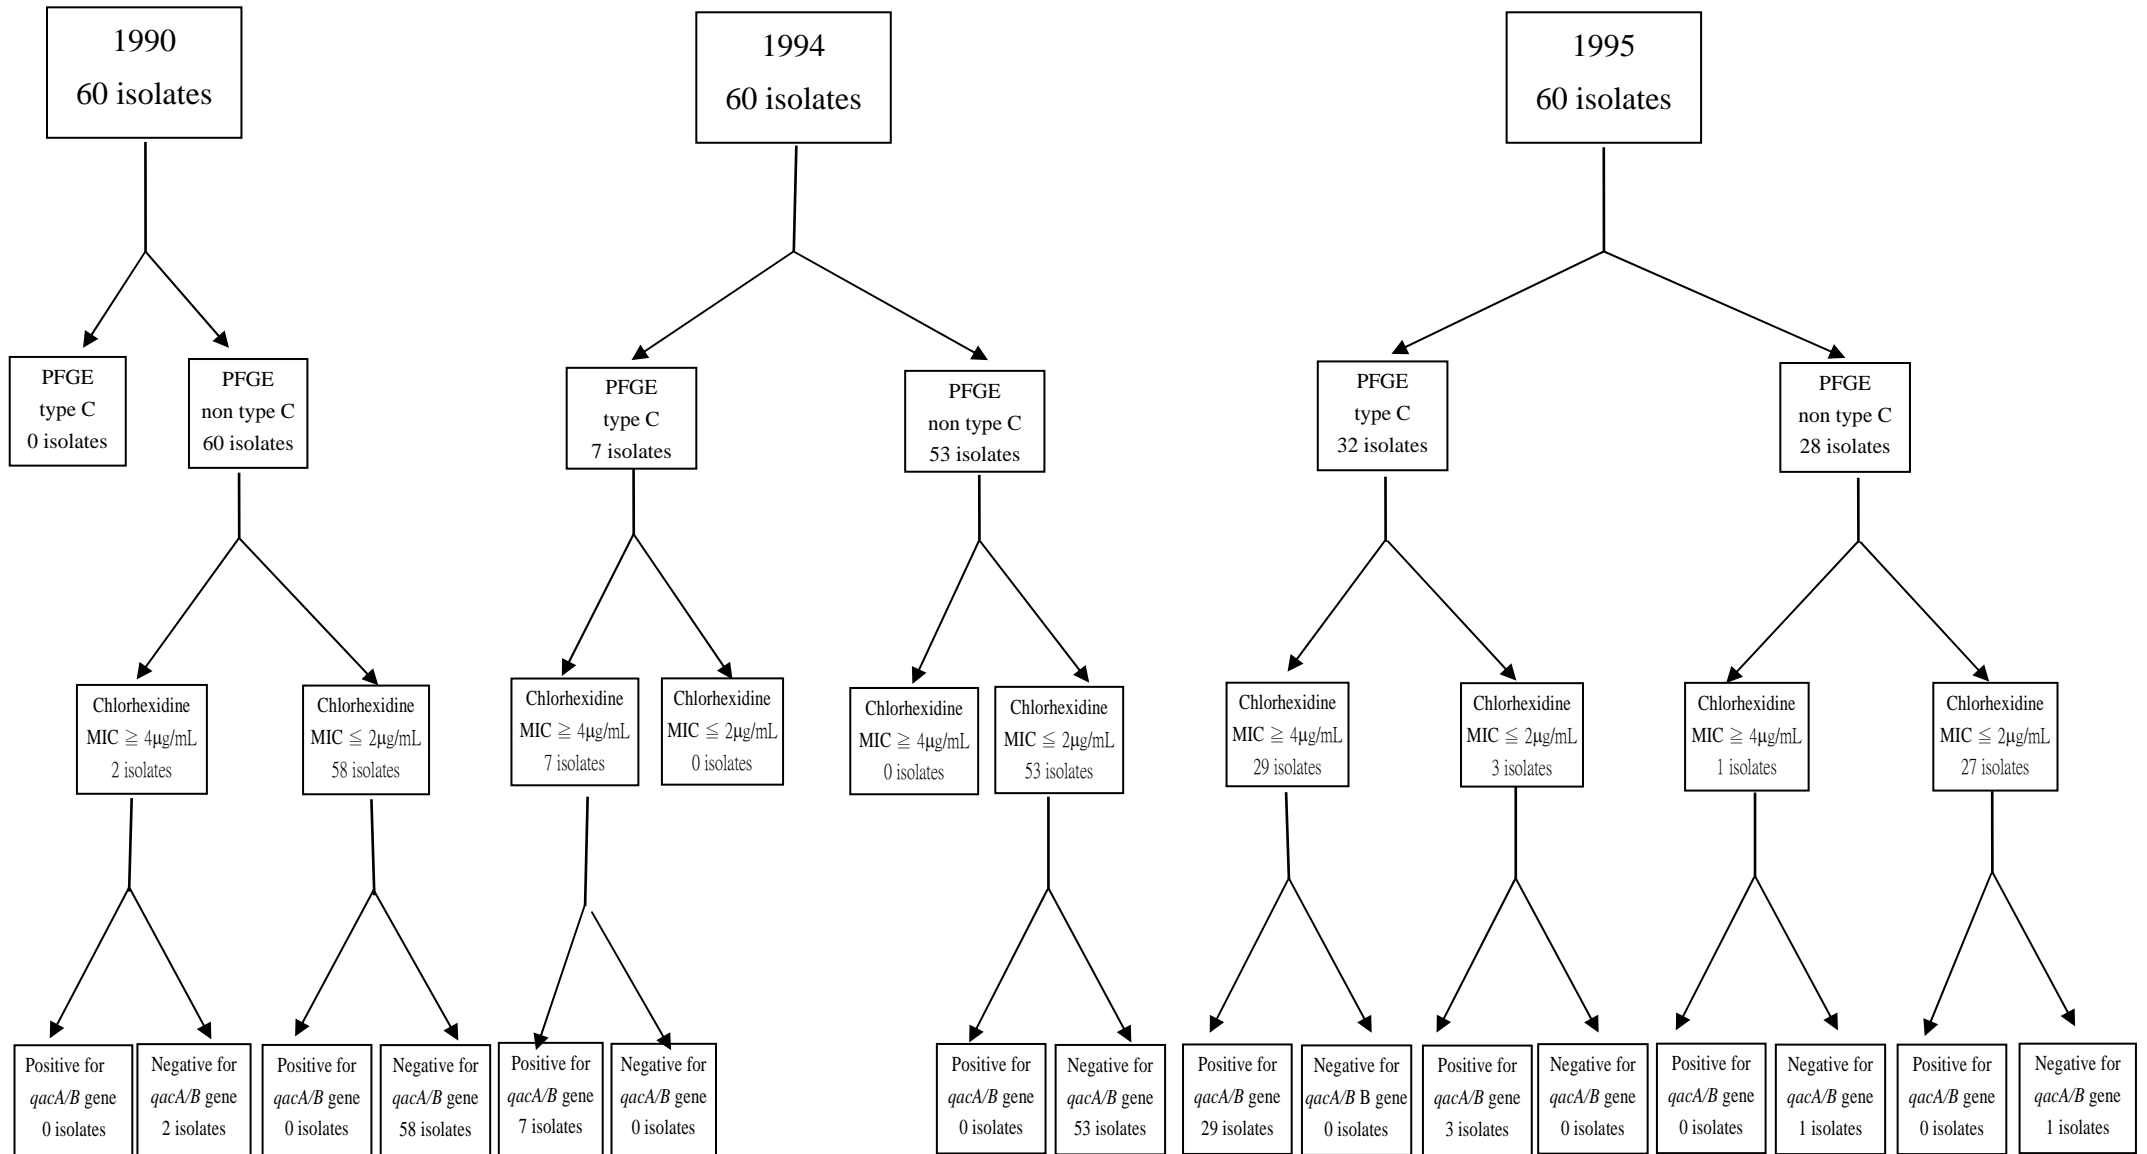 1990
60 isolates
1994
60 isolates
1995
60 isolates
PFGE
type C
0 isolates
PFGE
non type C
60 isolates
PFGE
type C
7 isolates
PFGE
non type C
53 isolates
PFGE
type C
32 isolates
PFGE
non type C
28 isolates
Chlorhexidine
MIC ≧ 4μg/mL
2 isolates
Chlorhexidine
MIC ≦ 2μg/mL
58 isolates
Chlorhexidine
MIC ≧ 4μg/mL
7 isolates
Chlorhexidine
MIC ≦ 2μg/mL
0 isolates
Chlorhexidine
MIC ≧ 4μg/mL
0 isolates
Chlorhexidine
MIC ≦ 2μg/mL
53 isolates
Chlorhexidine
MIC ≧ 4μg/mL
29 isolates
Chlorhexidine
MIC ≦ 2μg/mL
3 isolates
Chlorhexidine
MIC ≧ 4μg/mL
1 isolates
Chlorhexidine
MIC ≦ 2μg/mL
27 isolates
Positive for
qacA/B gene
0 isolates
Negative for
qacA/B gene
2 isolates
Positive for
qacA/B gene
0 isolates
Negative for
qacA/B gene
58 isolates
Positive for
qacA/B gene
7 isolates
Negative for
qacA/B gene
0 isolates
Positive for
qacA/B gene
0 isolates
Negative for
qacA/B gene
53 isolates
Positive for
qacA/B gene
29 isolates
Negative for
qacA/B B gene
0 isolates
Positive for
qacA/B gene
3 isolates
Negative for
qacA/B gene
0 isolates
Positive for
qacA/B gene
0 isolates
Negative for
qacA/B gene
1 isolates
Positive for
qacA/B gene
0 isolates
Negative for
qacA/B gene
1 isolates